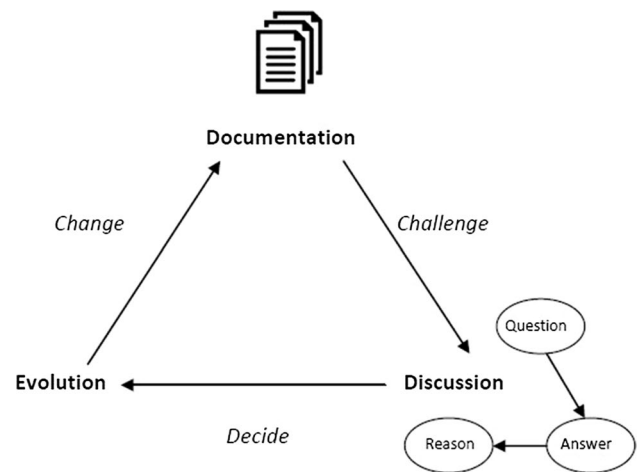 Documentation
Change
Challenge
Question
Evolution
Discussion
Decide
Reason
Answer